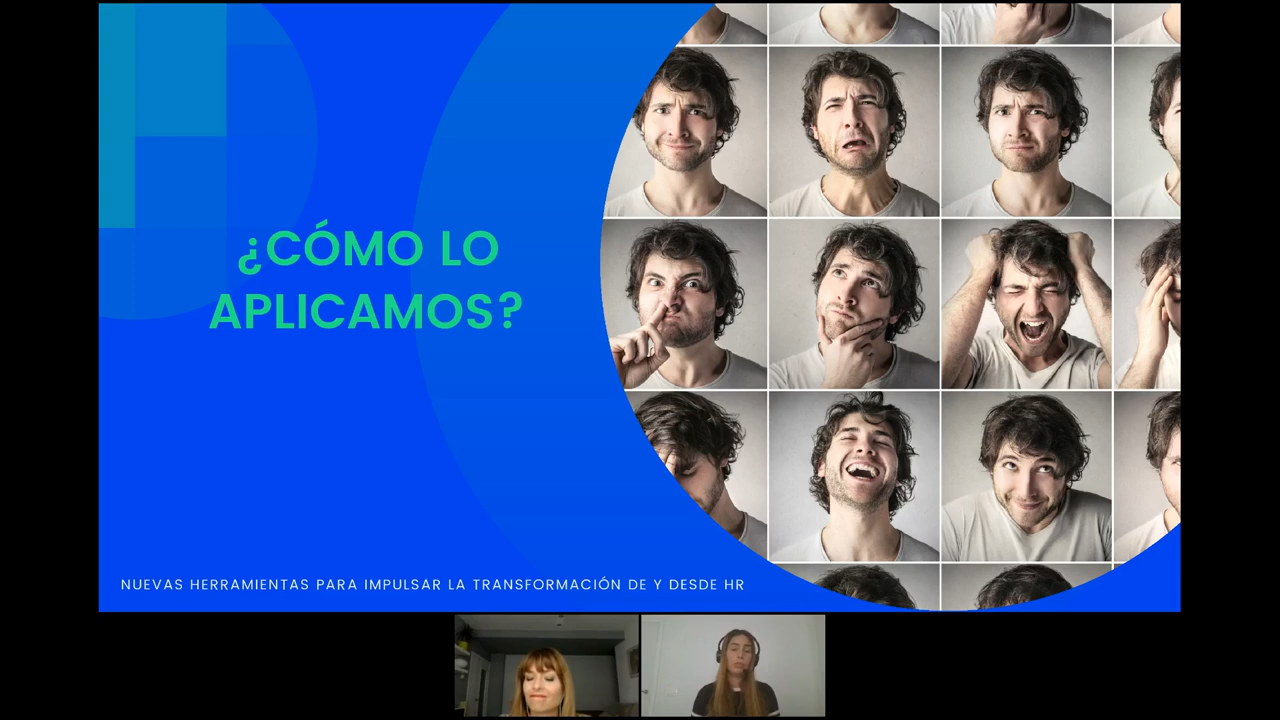 ¿CÓMO LO
APLICAMOS?
NUEVAS HERRAMIENTAS PARA IMPULSAR LA TRANSFORMACIÓN DE Y DESDE HR